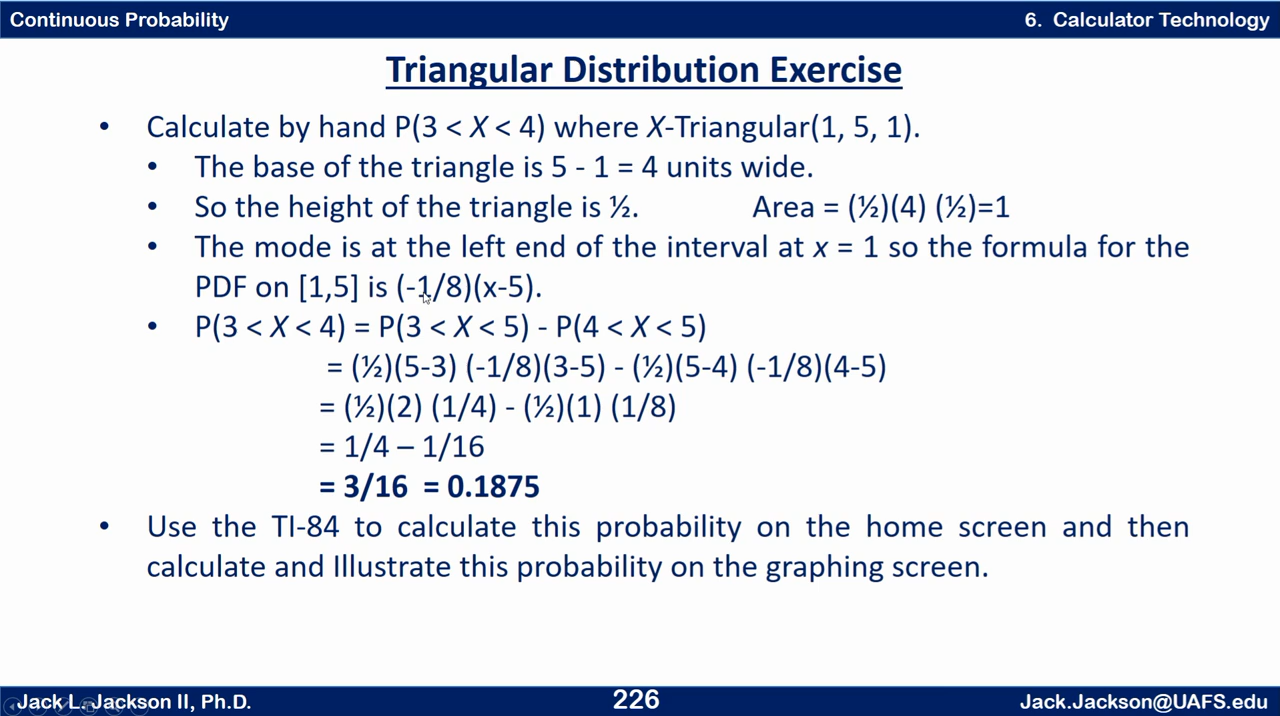 Continuous Probability
6. Calculator Technology
Triangular Distribution Exercise
• Calculate by hand P(3 < X < 4) where X-Triangular(1, 5, 1).
• The base of the triangle is 5 - 1 = 4 units wide.
• So the height of the triangle is ½. Area = (½)(4) (½)=1
• The mode is at the left end of the interval at x = 1 so the formula for the
PDF on [1,5] is (-1/8)(x-5).
• P(3 < X < 4) = P(3 < X < 5) - P(4 < X < 5)
= (½)(5-3) (-1/8)(3-5) - (½)(5-4) (-1/8)(4-5)
= (½)(2) (1/4) - (½)(1) (1/8)
= 1/4 – 1/16
= 3/16 = 0.1875
• Use the TI-84 to calculate this probability on the home screen and then
calculate and Illustrate this probability on the graphing screen.
Jack L. Jackson II, Ph.D.
226
Jack.Jackson@UAFS.edu